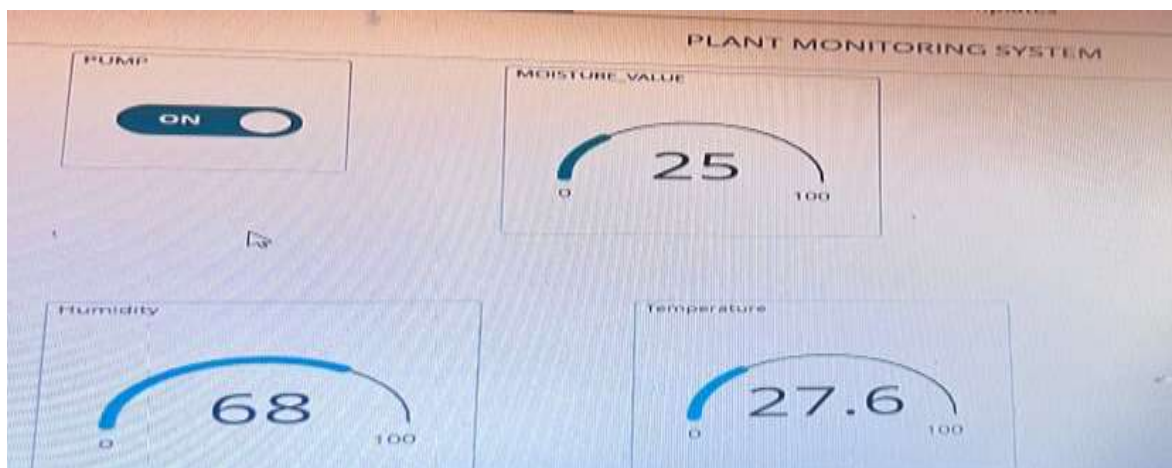 PLANT MONITORING SYSTEM
PUMP
ON
MOISTURE_VALUE
25
0
100
Humidity
68
0
100
Temperature
27.6
0
100